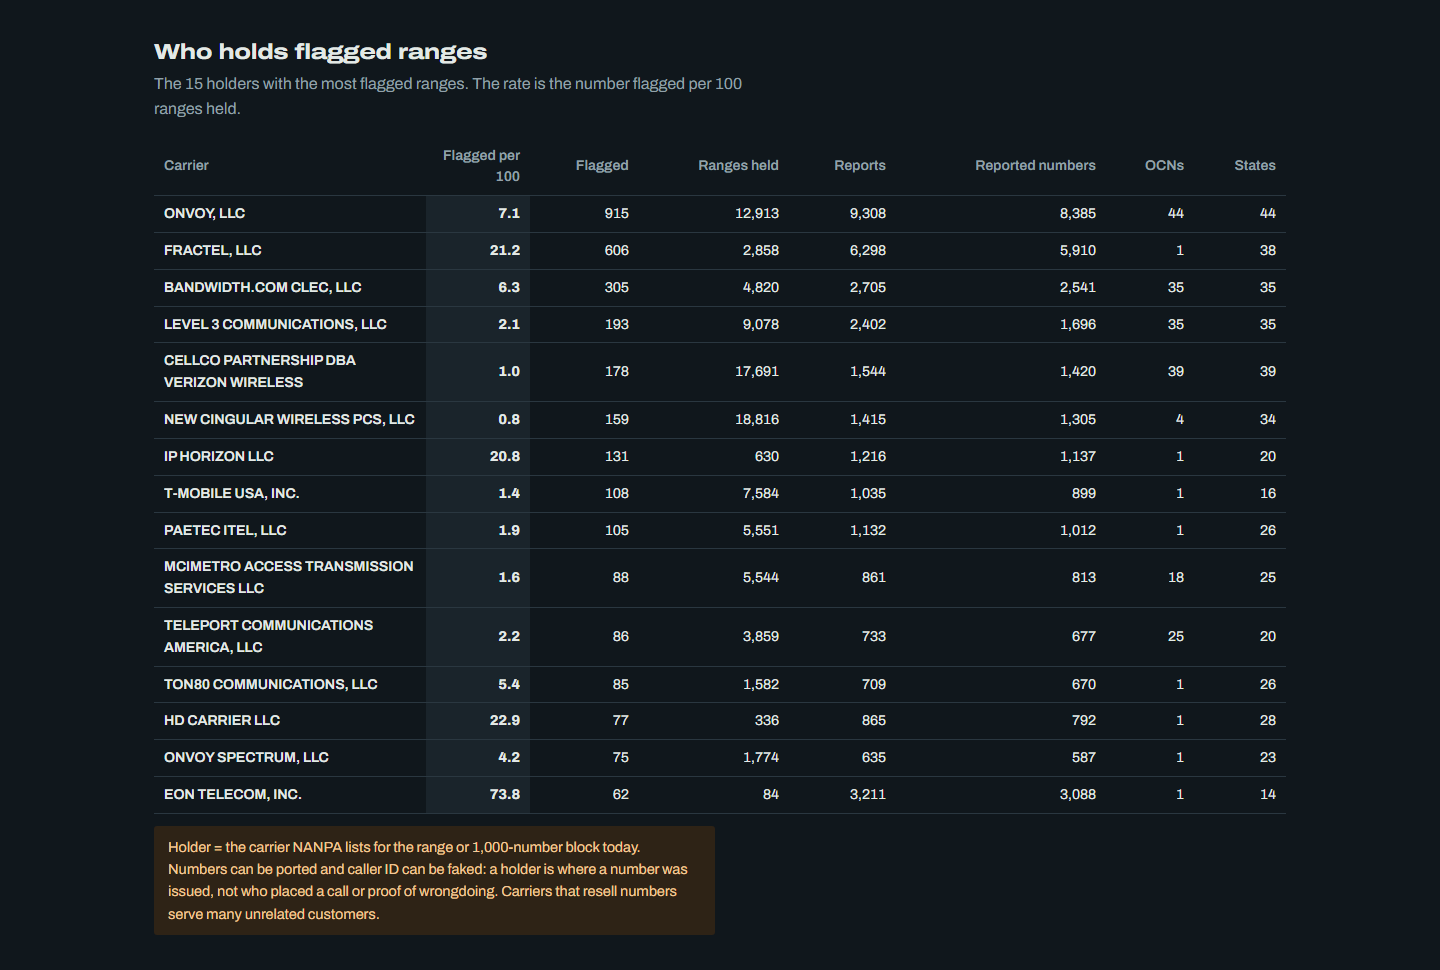 Who holds flagged ranges
The 15 holders with the most flagged ranges. The rate is the number flagged per 100
ranges held.
Carrier Flagged per 100 Flagged Ranges held Reports Reported numbers OCNs States
ONVOY, LLC 7.1 915 12,913 9,308 8,385 44 44
FRACTEL, LLC 21.2 606 2,858 6,298 5,910 1 38
BANDWIDTH.COM CLEC, LLC 6.3 305 4,820 2,705 2,541 35 35
LEVEL 3 COMMUNICATIONS, LLC 2.1 193 9,078 2,402 1,696 35 35
CELLCO PARTNERSHIP DBA
VERIZON WIRELESS 1.0 178 17,691 1,544 1,420 39 39
NEW CINGULAR WIRELESS PCS, LLC 0.8 159 18,816 1,415 1,305 4 34
IP HORIZON LLC 20.8 131 630 1,216 1,137 1 20
T-MOBILE USA, INC. 1.4 108 7,584 1,035 899 1 16
PAETEC ITEL, LLC 1.9 105 5,551 1,132 1,012 1 26
MCIMETRO ACCESS TRANSMISSION
SERVICES LLC 1.6 88 5,544 861 813 18 25
TELEPORT COMMUNICATIONS
AMERICA, LLC 2.2 86 3,859 733 677 25 20
TON80 COMMUNICATIONS, LLC 5.4 85 1,582 709 670 1 26
HD CARRIER LLC 22.9 77 336 865 792 1 28
ONVOY SPECTRUM, LLC 4.2 75 1,774 635 587 1 23
EON TELECOM, INC. 73.8 62 84 3,211 3,088 1 14
Holder = the carrier NANPA lists for the range or 1,000-number block today.
Numbers can be ported and caller ID can be faked: a holder is where a number was
issued, not who placed a call or proof of wrongdoing. Carriers that resell numbers
serve many unrelated customers.